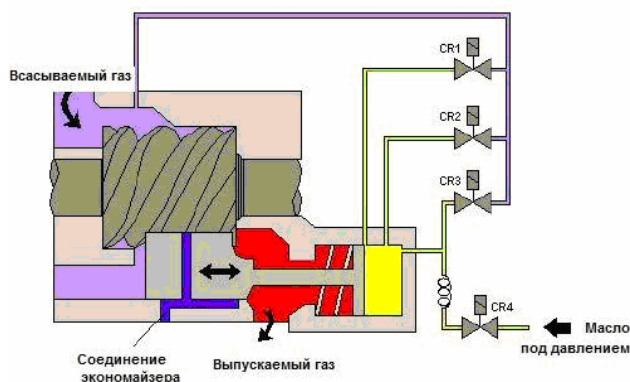 CR1
Всасываемый газ
CR2
CR3
CR4
Масло
под давлением
Соединение
экономайзера
Выпускаемый газ